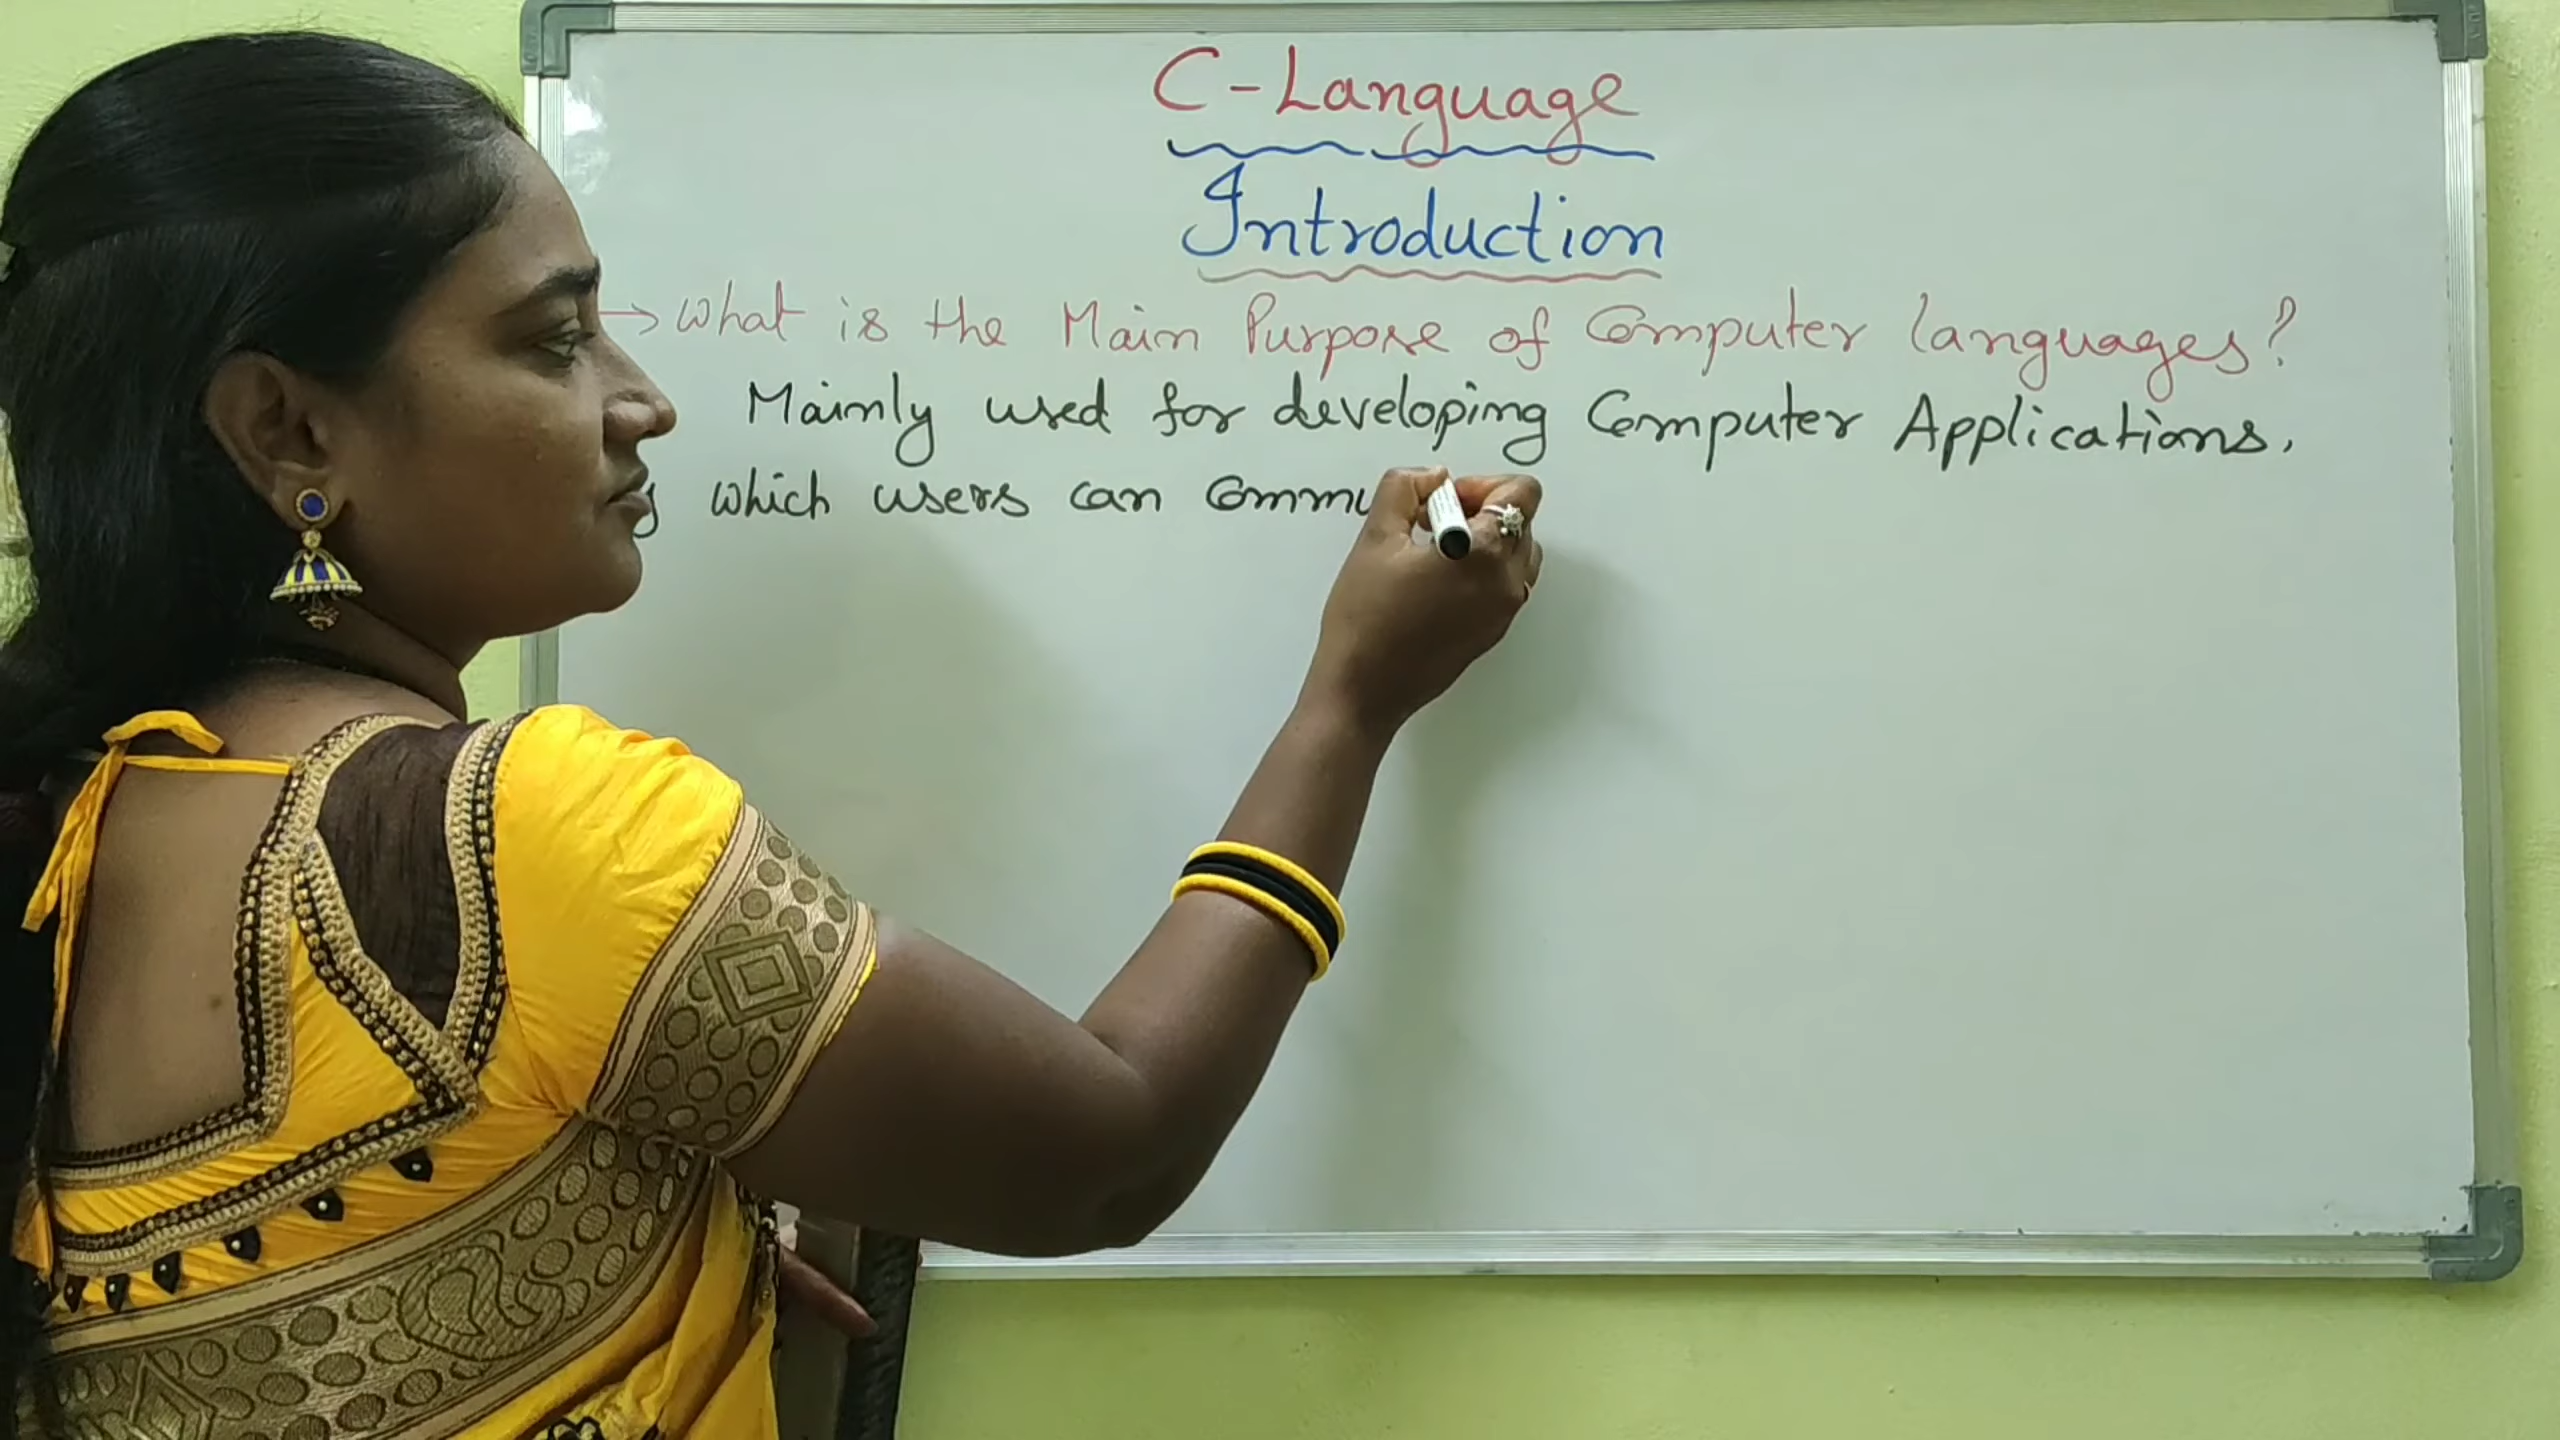 C-Language
Introduction
→ What is the Main Purpose of Computer languages?
Mainly used for developing Computer Applications,
which users can Commu